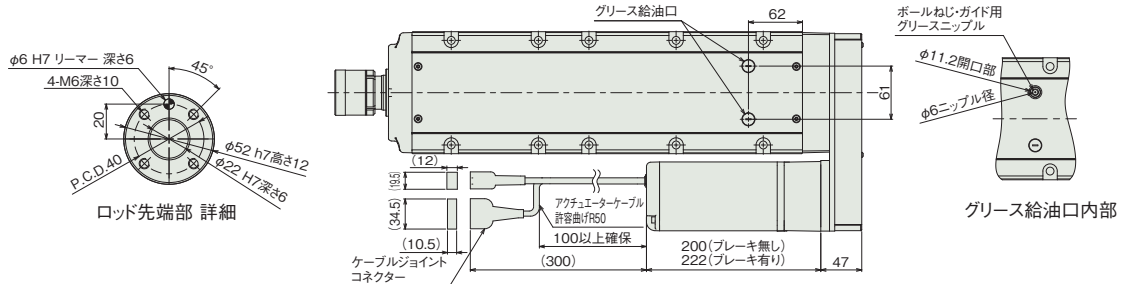 φ6 H7 リーマー 深さ6
4-M6深さ10
45°
20
P.C.D.40
φ52 h7高さ12
φ22 H7深さ6
ロッド先端部 詳細
グリース給油口
62
61
(12)
(19.5)
(34.5)
(10.5)
アクチュエーターケーブル
許容曲げR50
100以上確保
ケーブルジョイント
コネクター
(300)
200(ブレーキ無し)
222(ブレーキ有り)
47
ボールねじ・ガイド用
グリースニップル
φ11.2開口部
φ6ニップル径
グリース給油口内部